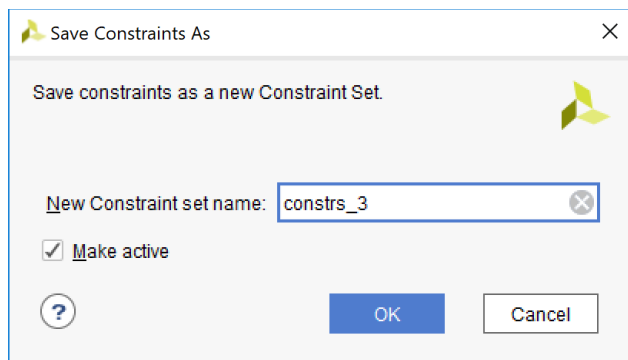 Save Constraints As
Save constraints as a new Constraint Set.
New Constraint set name: constrs_3
Make active
?
OK
Cancel